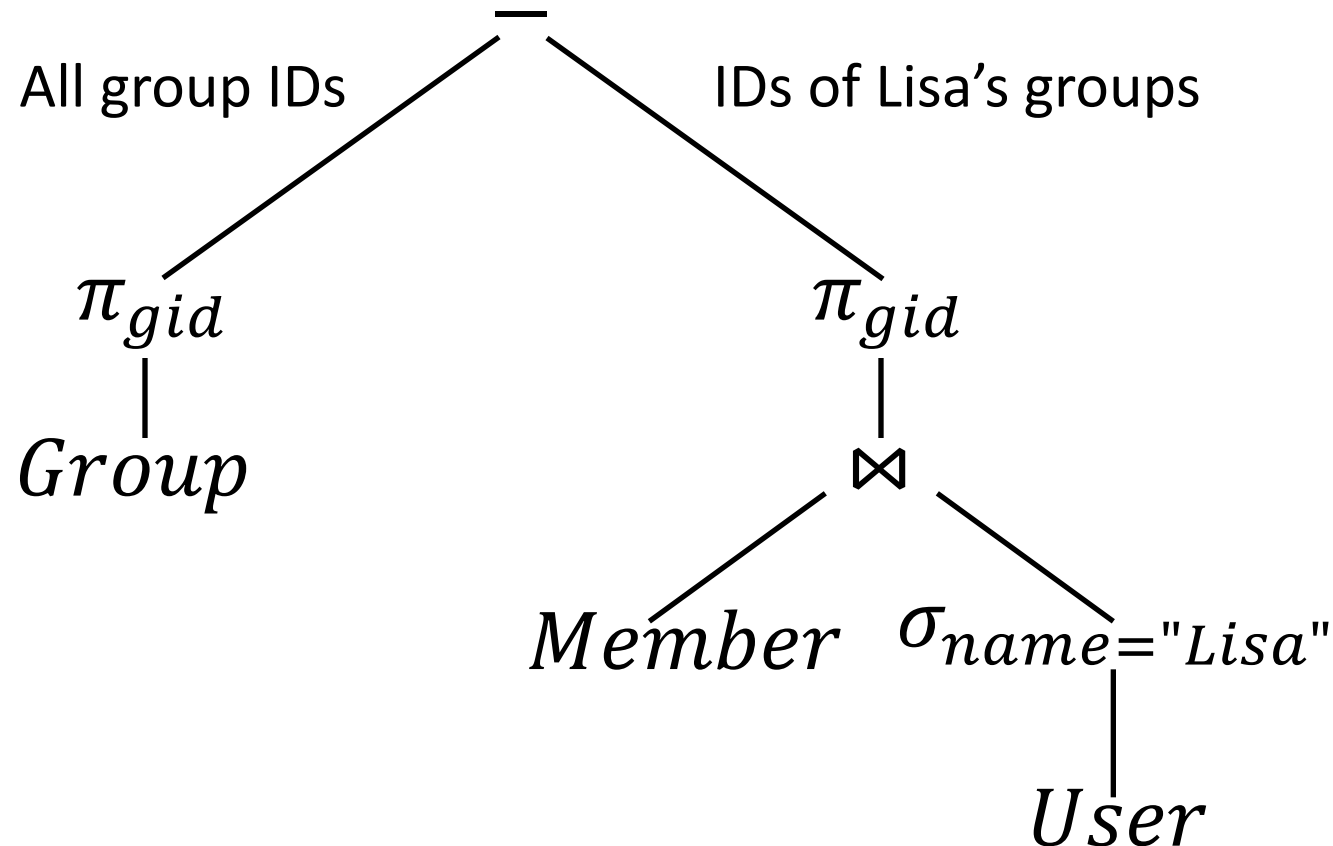 −
All group IDs
IDs of Lisa's groups
π_gid
π_gid
Group
⋈
Member
σ_name="Lisa"
User